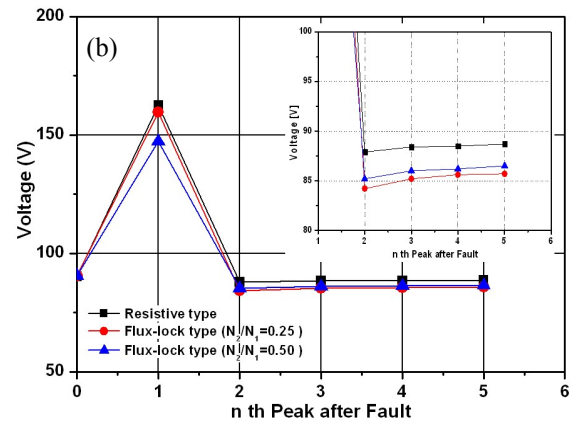 (b)
200
150
100
50
Voltage (V)
0 1 2 3 4 5 6
n th Peak after Fault
Resistive type
Flux-lock type (N2/N1=0.25 )
Flux-lock type (N2/N1=0.50 )
100
95
90
85
80
Voltage [V]
1 2 3 4 5 6
n th Peak after Fault